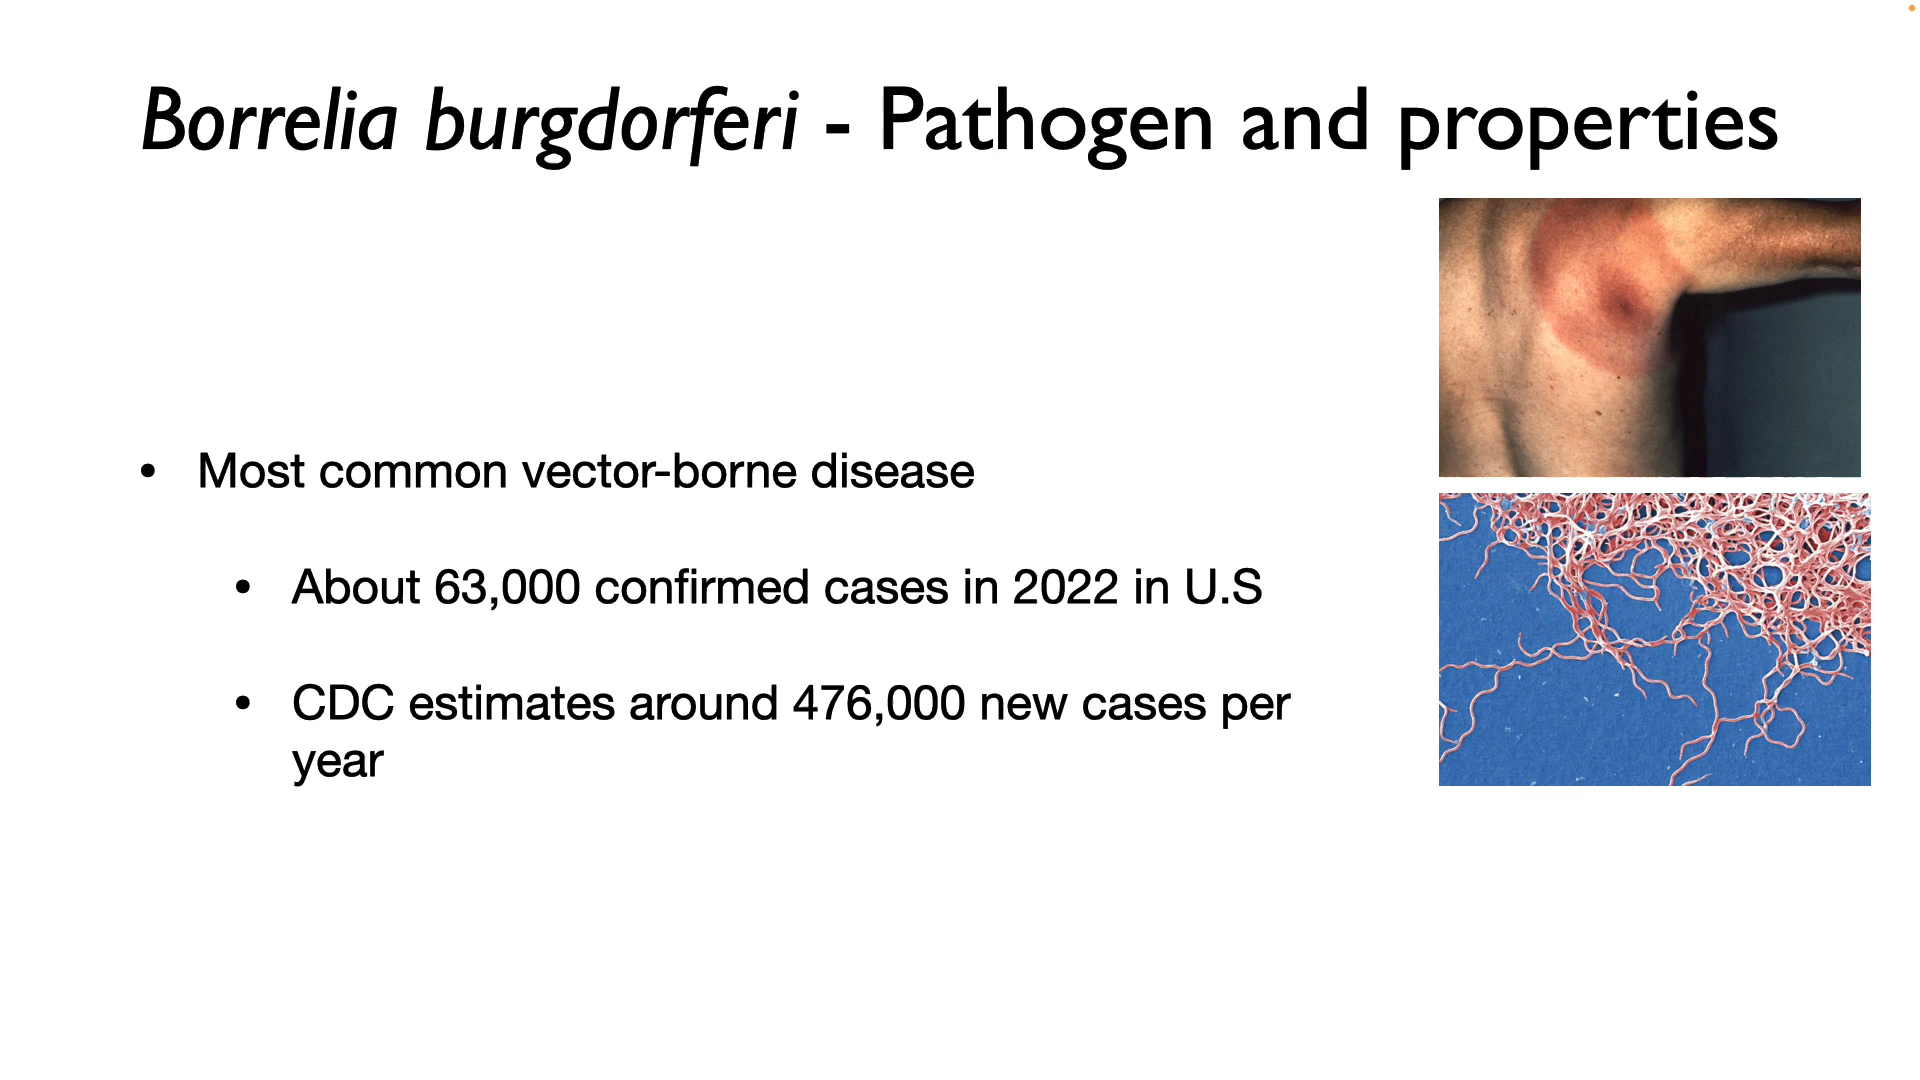 Borrelia burgdorferi - Pathogen and properties
• Most common vector-borne disease
• About 63,000 confirmed cases in 2022 in U.S
• CDC estimates around 476,000 new cases per
year